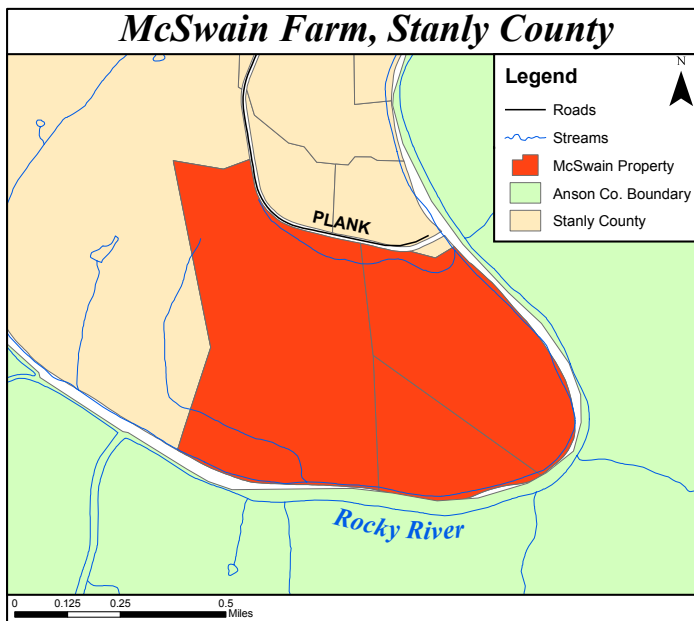 McSwain Farm, Stanly County
Legend
N
Roads
Streams
McSwain Property
Anson Co. Boundary
Stanly County
PLANK
Rocky River
0 0.125 0.25 0.5
Miles